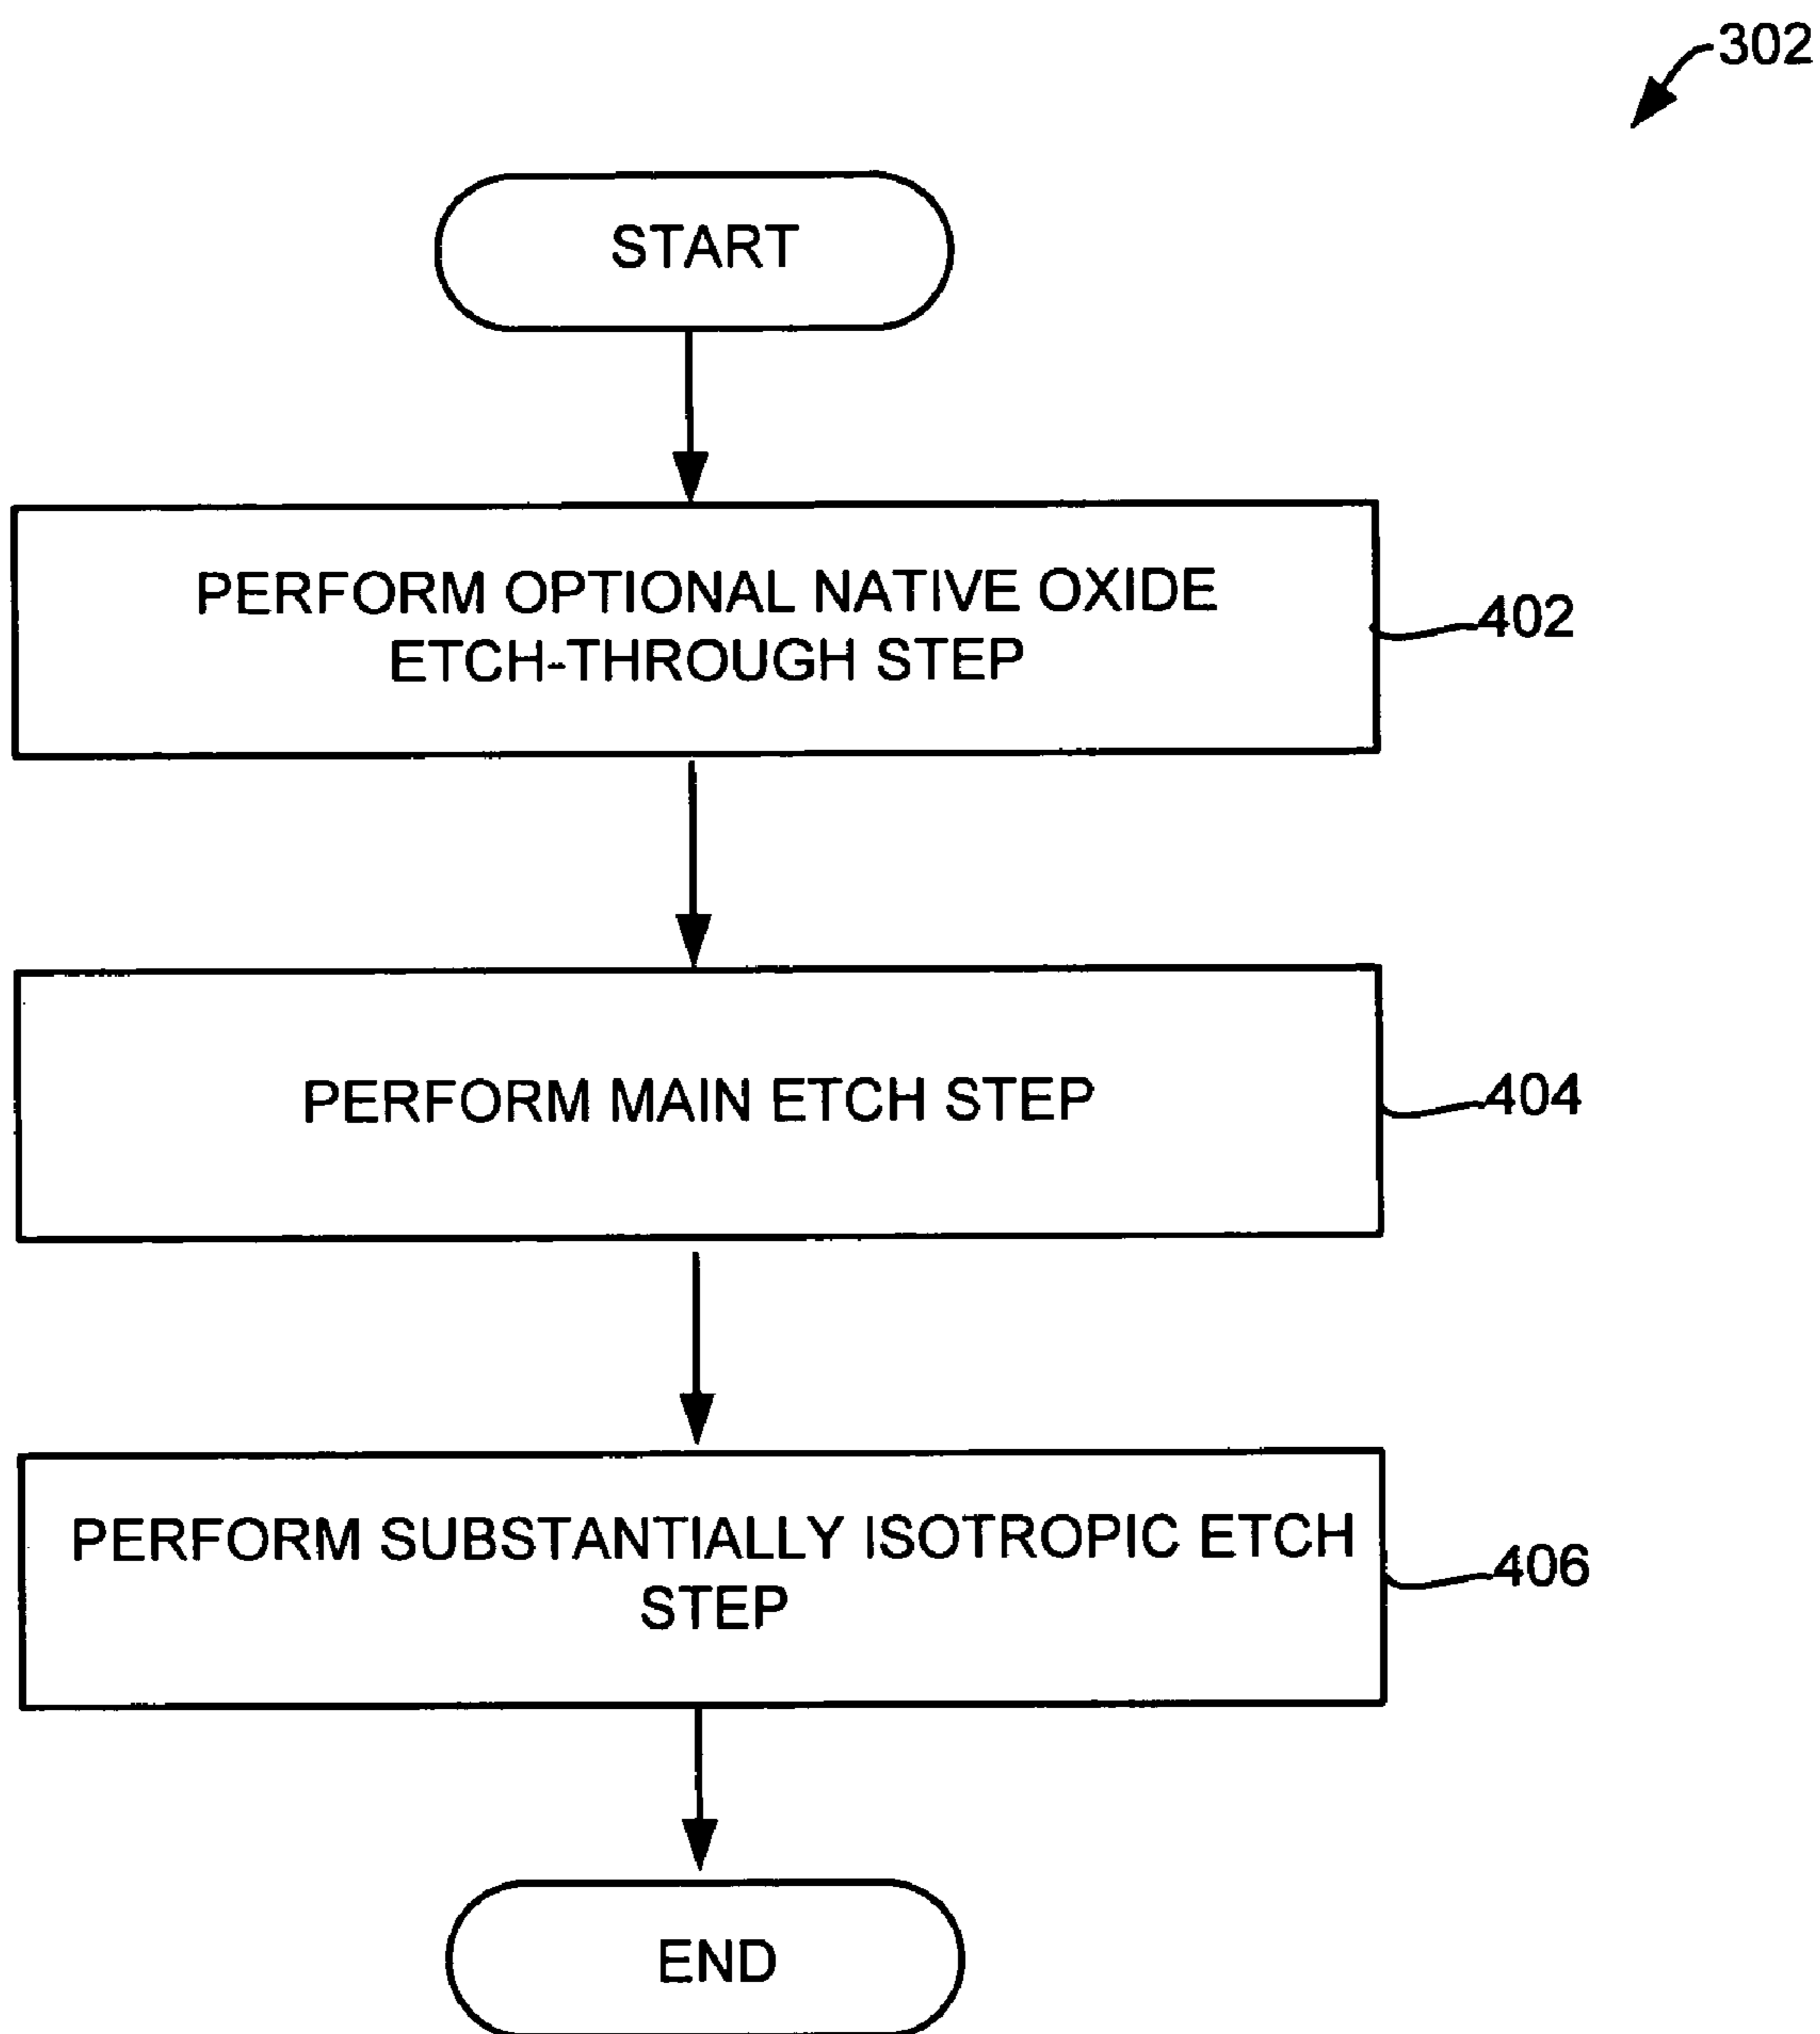 302
START
PERFORM OPTIONAL NATIVE OXIDE
ETCH-THROUGH STEP
402
PERFORM MAIN ETCH STEP
404
PERFORM SUBSTANTIALLY ISOTROPIC ETCH
STEP
406
END